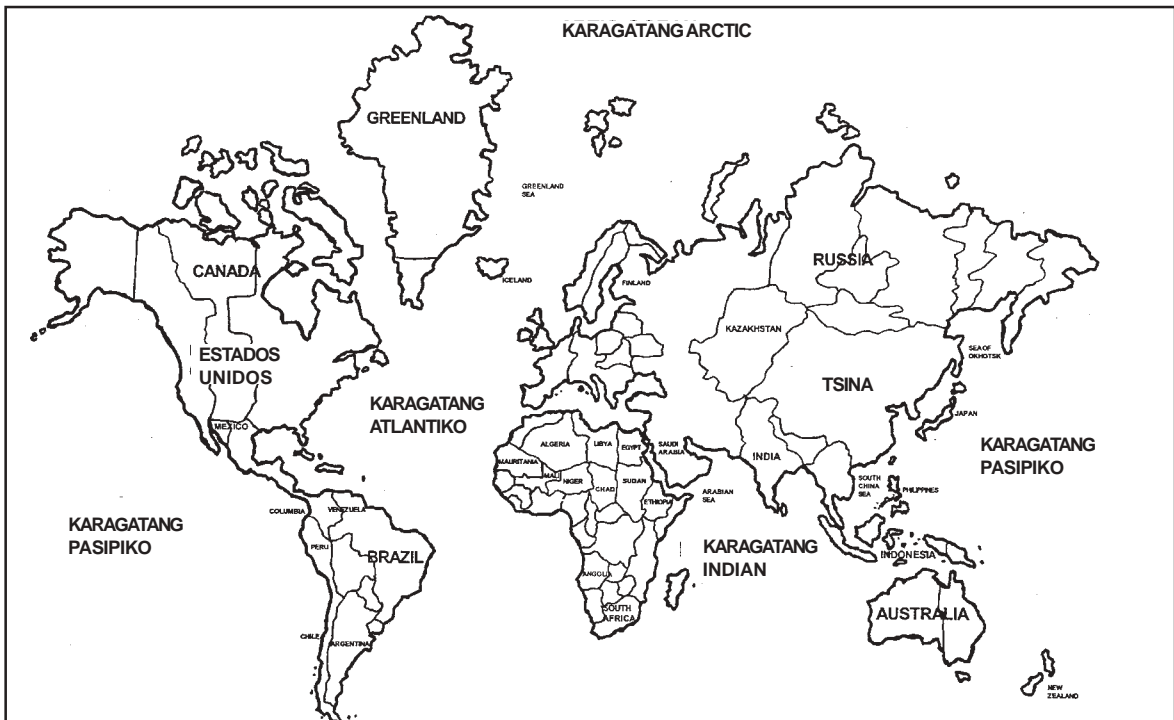 KARAGATANG ARCTIC
GREENLAND
GREENLAND
SEA
ICELAND
FINLAND
RUSSIA
CANADA
KAZAKHSTAN
SEA OF
OKHOTSK
ESTADOS
UNIDOS
TSINA
KARAGATANG
ATLANTIKO
JAPAN
MEXICO
ALGERIA
LIBYA
EGYPT
SAUDI
ARABIA
INDIA
KARAGATANG
PASIPIKO
MAURITANIA
MALI
NIGER
CHAD
SUDAN
ETHIOPIA
ARABIAN
SEA
SOUTH
CHINA
SEA
PHILIPPINES
COLUMBIA
VENEZUELA
KARAGATANG
PASIPIKO
PERU
BRAZIL
KARAGATANG
INDIAN
INDONESIA
ANGOLA
SOUTH
AFRICA
AUSTRALIA
CHILE
ARGENTINA
NEW
ZEALAND